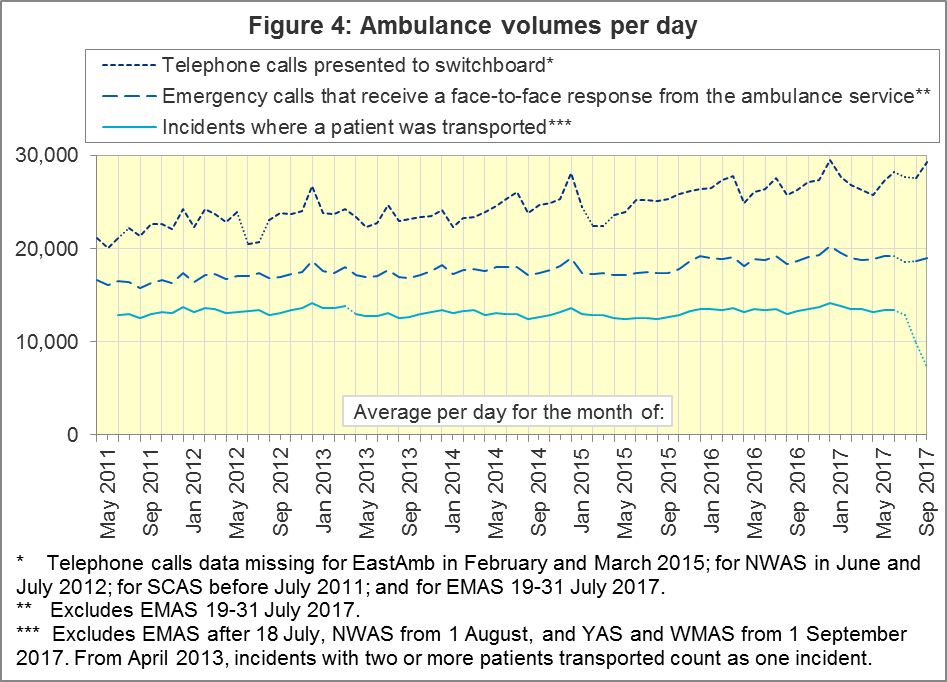 Figure 4: Ambulance volumes per day
Telephone calls presented to switchboard*
Emergency calls that receive a face-to-face response from the ambulance service**
Incidents where a patient was transported***
30,000
20,000
10,000
0
Average per day for the month of:
May 2011
Sep 2011
Jan 2012
May 2012
Sep 2012
Jan 2013
May 2013
Sep 2013
Jan 2014
May 2014
Sep 2014
Jan 2015
May 2015
Sep 2015
Jan 2016
May 2016
Sep 2016
Jan 2017
May 2017
Sep 2017
* Telephone calls data missing for EastAmb in February and March 2015; for NWAS in June and
July 2012; for SCAS before July 2011; and for EMAS 19-31 July 2017.
** Excludes EMAS 19-31 July 2017.
*** Excludes EMAS after 18 July, NWAS from 1 August, and YAS and WMAS from 1 September
2017. From April 2013, incidents with two or more patients transported count as one incident.